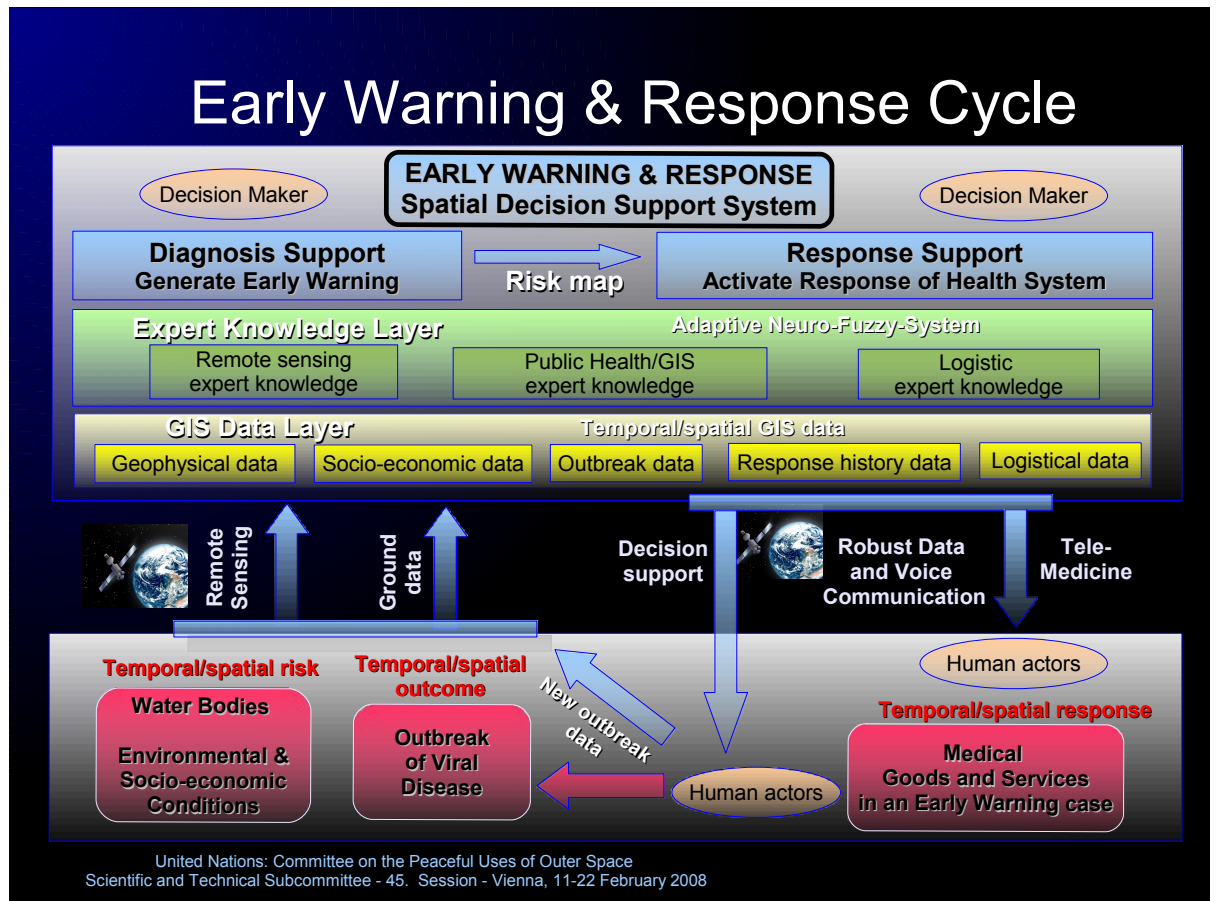 Early Warning & Response Cycle
Decision Maker
EARLY WARNING & RESPONSE
Spatial Decision Support System
Decision Maker
Diagnosis Support
Generate Early Warning
Risk map
Response Support
Activate Response of Health System
Expert Knowledge Layer
Adaptive Neuro-Fuzzy-System
Remote sensing
expert knowledge
Public Health/GIS
expert knowledge
Logistic
expert knowledge
GIS Data Layer
Temporal/spatial GIS data
Geophysical data
Socio-economic data
Outbreak data
Response history data
Logistical data
Remote
Sensing
Ground
data
Decision
support
Robust Data
and Voice
Communication
Tele-
Medicine
Temporal/spatial risk
Water Bodies
Environmental &
Socio-economic
Conditions
Temporal/spatial
outcome
Outbreak
of Viral
Disease
New outbreak
data
Human actors
Human actors
Temporal/spatial response
Medical
Goods and Services
in an Early Warning case
United Nations: Committee on the Peaceful Uses of Outer Space
Scientific and Technical Subcommittee - 45. Session - Vienna, 11-22 February 2008